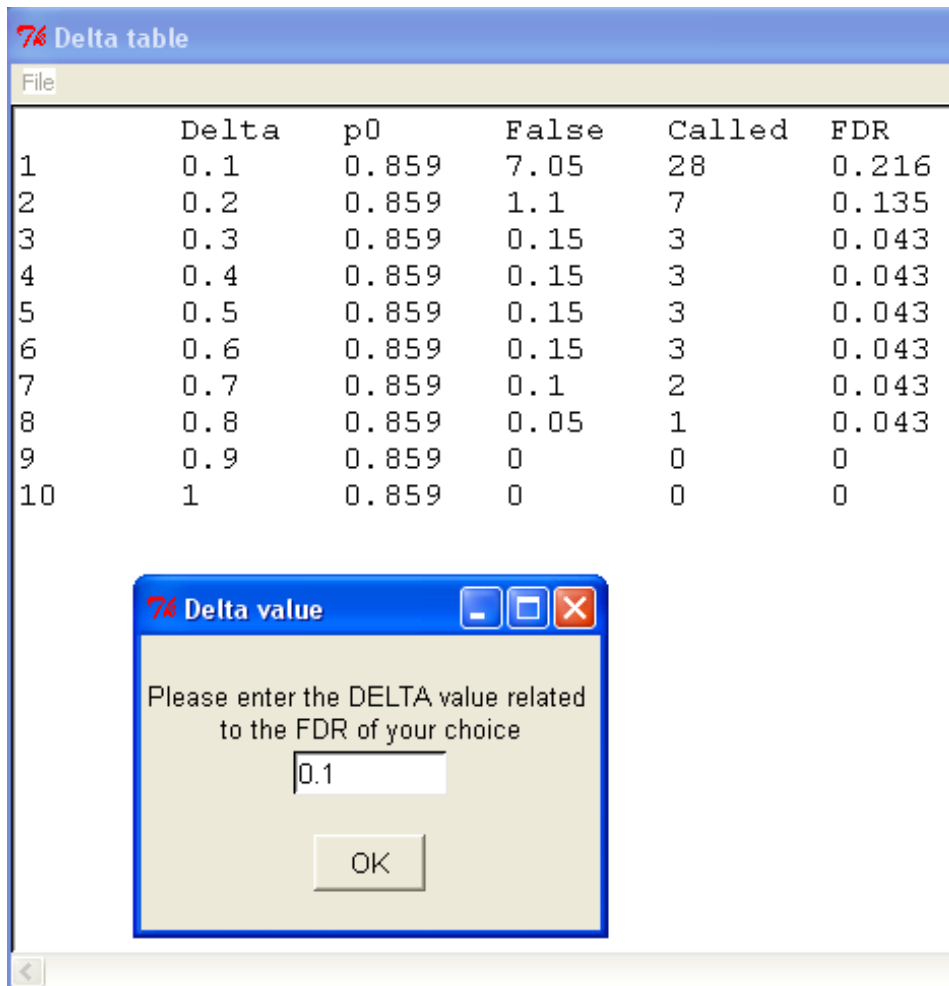 Delta table
File
Delta p0 False Called FDR
1 0.1 0.859 7.05 28 0.216
2 0.2 0.859 1.1 7 0.135
3 0.3 0.859 0.15 3 0.043
4 0.4 0.859 0.15 3 0.043
5 0.5 0.859 0.15 3 0.043
6 0.6 0.859 0.15 3 0.043
7 0.7 0.859 0.1 2 0.043
8 0.8 0.859 0.05 1 0.043
9 0.9 0.859 0 0 0
10 1 0.859 0 0 0
Delta value
Please enter the DELTA value related
to the FDR of your choice
0.1
OK